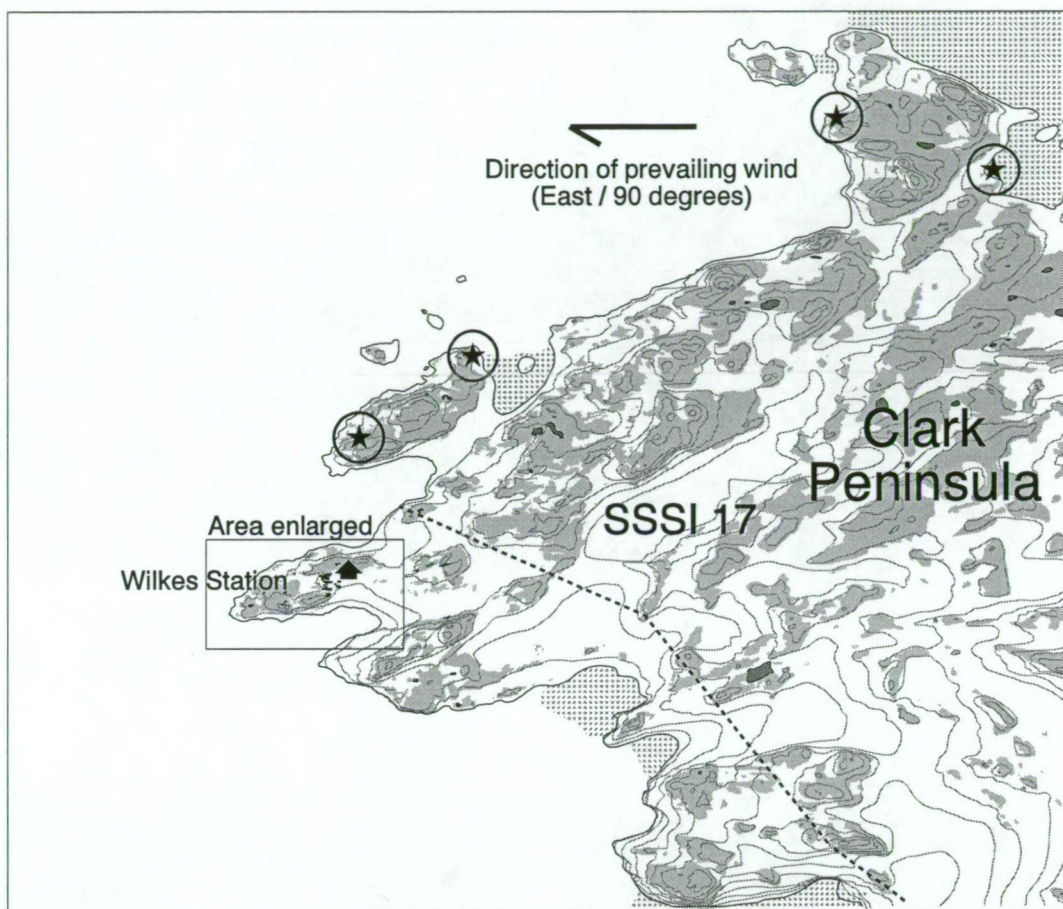 Direction of prevailing wind
(East / 90 degrees)
Clark
Peninsula
SSSI 17
Area enlarged
Wilkes Station